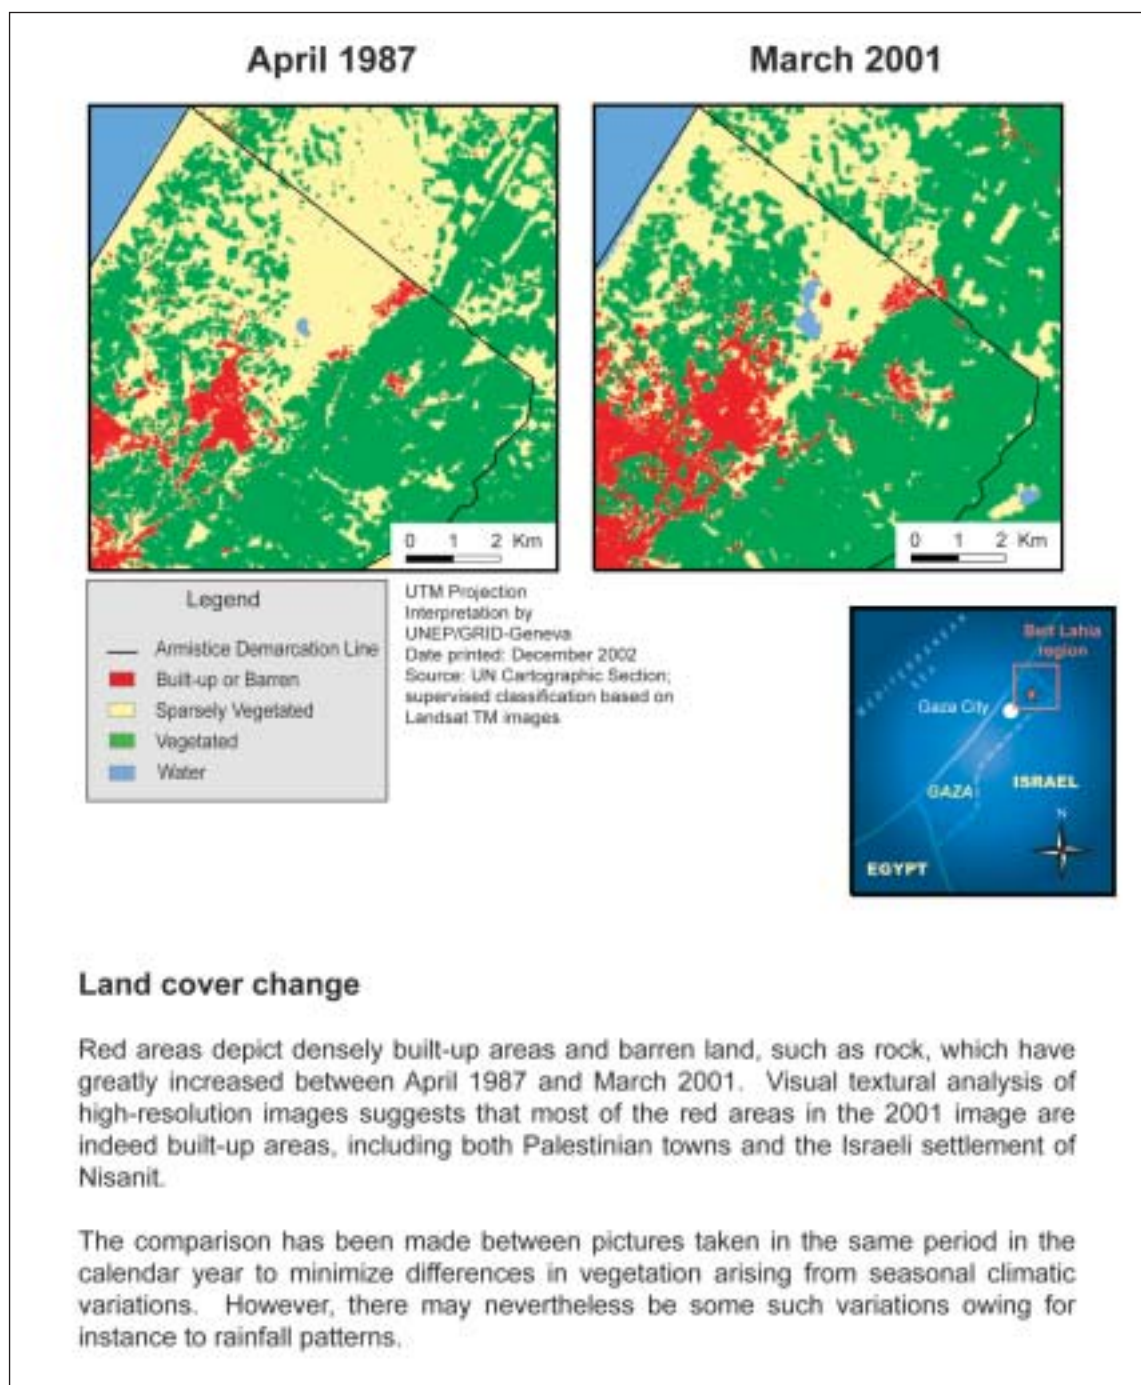 April 1987
March 2001
0 1 2 Km
0 1 2 Km
Legend
Armistice Demarcation Line
Built-up or Barren
Sparsely Vegetated
Vegetated
Water
UTM Projection
Interpretation by
UNEP/GRID-Geneva
Date printed: December 2002
Source: UN Cartographic Section;
supervised classification based on
Landsat TM images
Beit Lahia
region
MEDITERRANEAN
SEA
Gaza City
GAZA
ISRAEL
N
EGYPT
Land cover change
Red areas depict densely built-up areas and barren land, such as rock, which have
greatly increased between April 1987 and March 2001. Visual textural analysis of
high-resolution images suggests that most of the red areas in the 2001 image are
indeed built-up areas, including both Palestinian towns and the Israeli settlement of
Nisanit.
The comparison has been made between pictures taken in the same period in the
calendar year to minimize differences in vegetation arising from seasonal climatic
variations. However, there may nevertheless be some such variations owing for
instance to rainfall patterns.